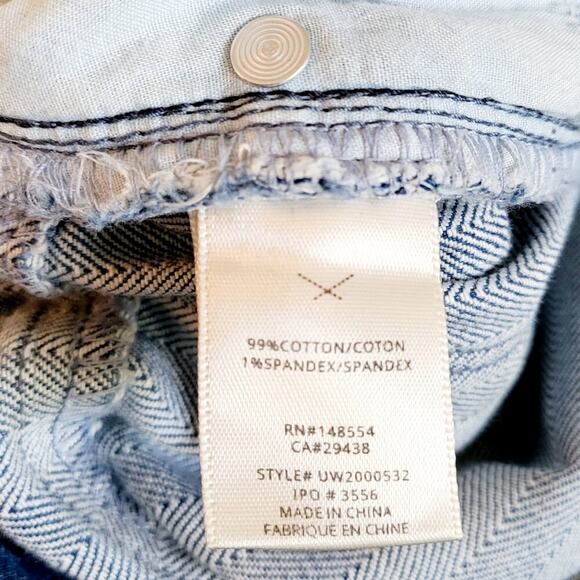 99%COTTON/COTON
1%SPANDEX/SPANDEX
RN#148554
CA#29438
STYLE# UW2000532
IPO # 3556
MADE IN CHINA
FABRIQUE EN CHINE